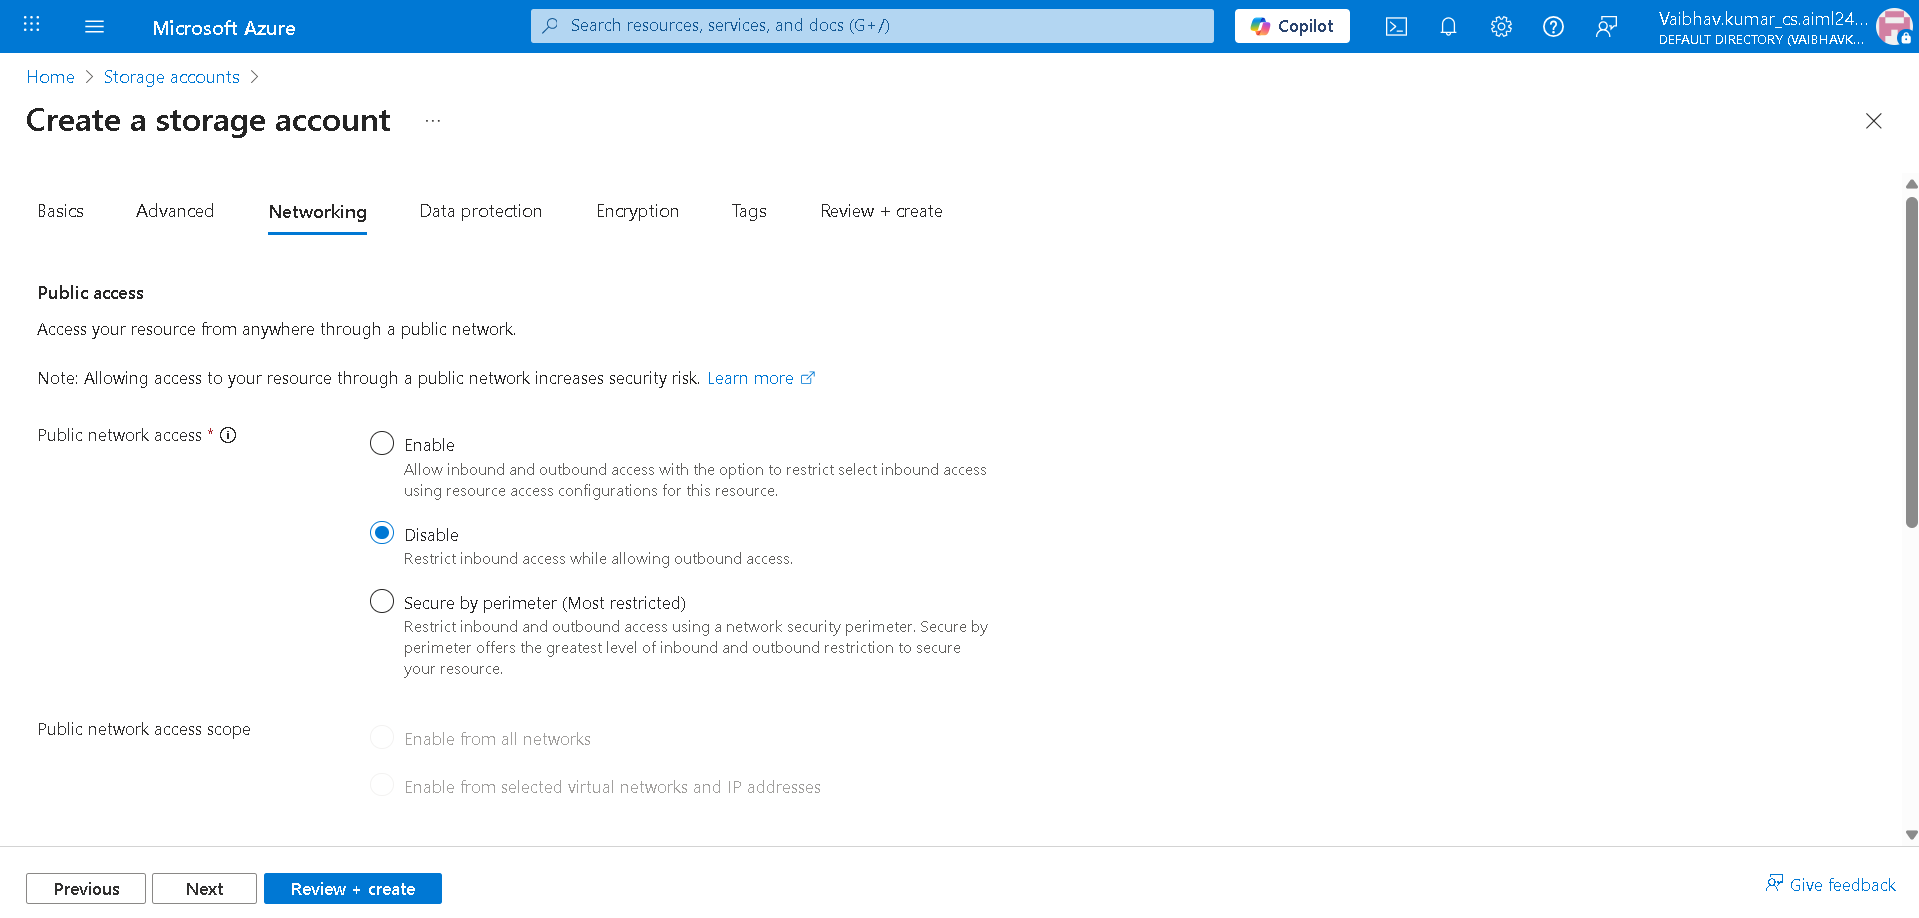 Microsoft Azure
Search resources, services, and docs (G+/)
Copilot
Vaibhav.kumar_cs.aiml24...
DEFAULT DIRECTORY (VAIBHAVK...
Home > Storage accounts >
Create a storage account ...
Basics Advanced Networking Data protection Encryption Tags Review + create
Public access
Access your resource from anywhere through a public network.
Note: Allowing access to your resource through a public network increases security risk. Learn more
Public network access *
Enable
Allow inbound and outbound access with the option to restrict select inbound access
using resource access configurations for this resource.
Disable
Restrict inbound access while allowing outbound access.
Secure by perimeter (Most restricted)
Restrict inbound and outbound access using a network security perimeter. Secure by
perimeter offers the greatest level of inbound and outbound restriction to secure
your resource.
Public network access scope
Enable from all networks
Enable from selected virtual networks and IP addresses
Previous Next Review + create
Give feedback